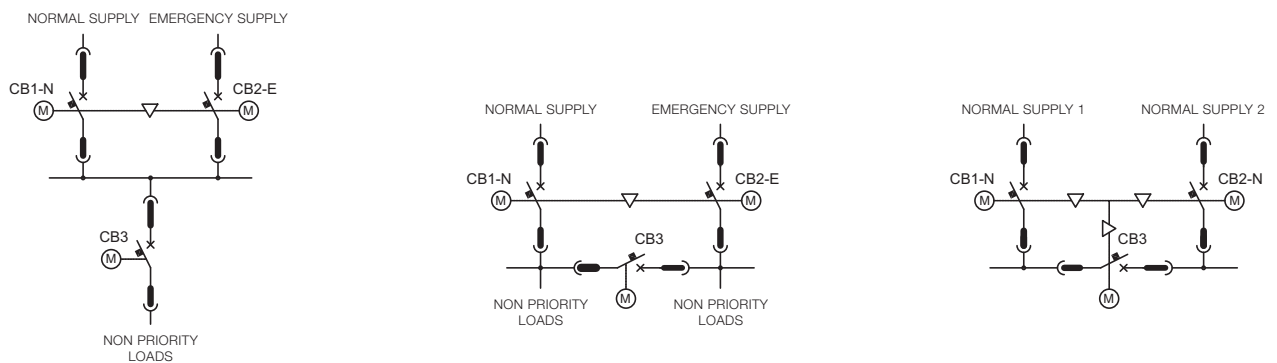 NORMAL SUPPLY EMERGENCY SUPPLY
CB1-N CB2-E
M M
CB3
M
NON PRIORITY
LOADS
NORMAL SUPPLY EMERGENCY SUPPLY
CB1-N CB2-E
M M
CB3
M
NON PRIORITY NON PRIORITY
LOADS LOADS
NORMAL SUPPLY 1 NORMAL SUPPLY 2
CB1-N CB2-N
M M
CB3
M